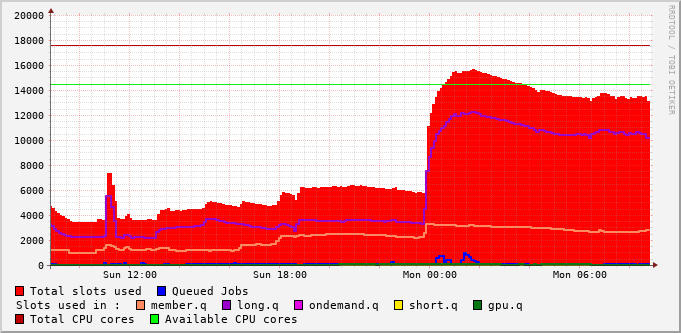 20000
18000
16000
14000
12000
10000
8000
6000
4000
2000
0
Sun 12:00 Sun 18:00 Mon 00:00 Mon 06:00
RRDTOOL / TOBI OETIKER
Total slots used Queued Jobs
Slots used in : member.q long.q ondemand.q short.q gpu.q
Total CPU cores Available CPU cores